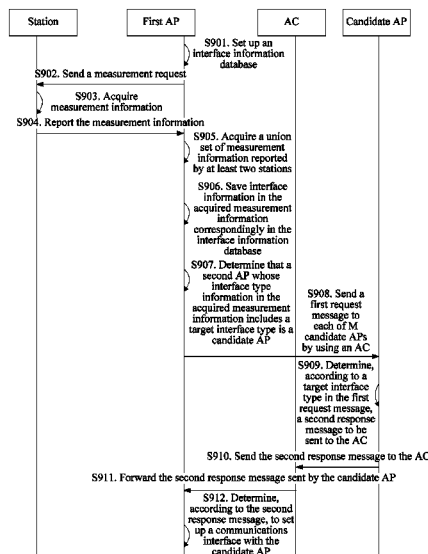 Station
First AP
AC
Candidate AP
S901. Set up an
interface information
database
S902. Send a measurement request
S903. Acquire
measurement information
S904. Report the measurement information
S905. Acquire a union
set of measurement
information reported
by at least two stations
S906. Save interface
information in the
acquired measurement
information
correspondingly in the
interface information
database
S907. Determine that a
second AP whose
interface type
information in the
acquired measurement
information includes a
target interface type is a
candidate AP
S908. Send a
first request
message to
each of M
candidate APs
by using an AC
S909. Determine,
according to a
target interface
type in the first
request message,
a second response
message to be
sent to the AC
S910. Send the second response message to the AC
S911. Forward the second response message sent by the candidate AP
S912. Determine,
according to the second
response message, to set
up a communications
interface with the
candidate AP